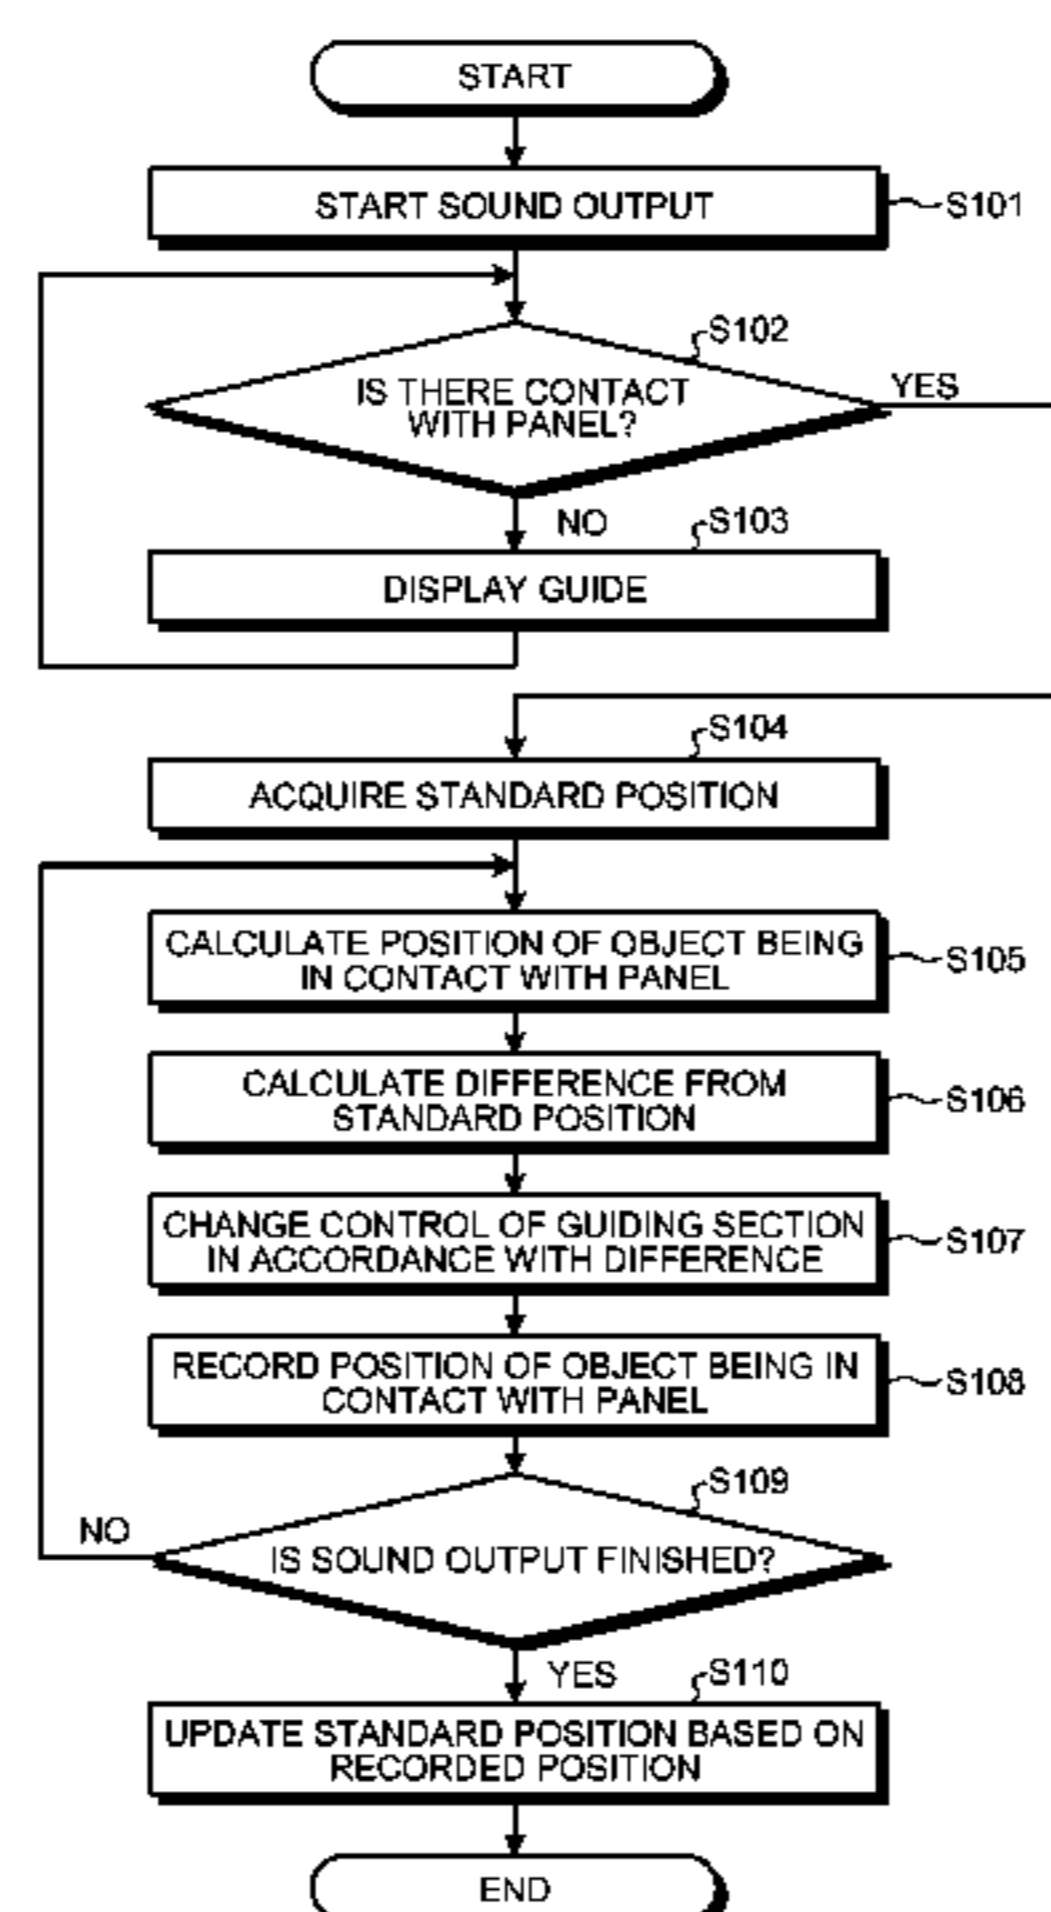 START
START SOUND OUTPUT
S101
S102
IS THERE CONTACT
WITH PANEL?
YES
NO
S103
DISPLAY GUIDE
S104
ACQUIRE STANDARD POSITION
CALCULATE POSITION OF OBJECT BEING
IN CONTACT WITH PANEL
S105
CALCULATE DIFFERENCE FROM
STANDARD POSITION
S106
CHANGE CONTROL OF GUIDING SECTION
IN ACCORDANCE WITH DIFFERENCE
S107
RECORD POSITION OF OBJECT BEING IN
CONTACT WITH PANEL
S108
S109
NO
IS SOUND OUTPUT FINISHED?
YES
S110
UPDATE STANDARD POSITION BASED ON
RECORDED POSITION
END